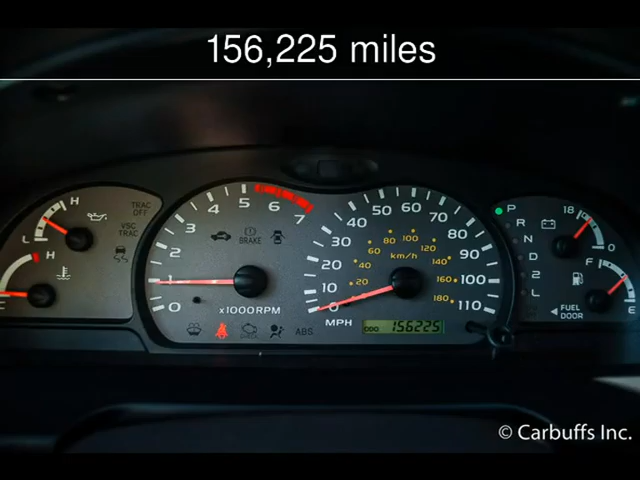 156,225 miles
H
L
TRAC
OFF
VSC
TRAC
H
C
0 1 2 3 4 5 6 7
x1000RPM
BRAKE
CHECK
ABS
0 10 20 30 40 50 60 70 80 90 100 110
20 40 60 80 100 120 140 160 180
km/h
MPH
ODO 156225
P
R
N
D
2
L
18
0
F
E
FUEL
DOOR
© Carbuffs Inc.